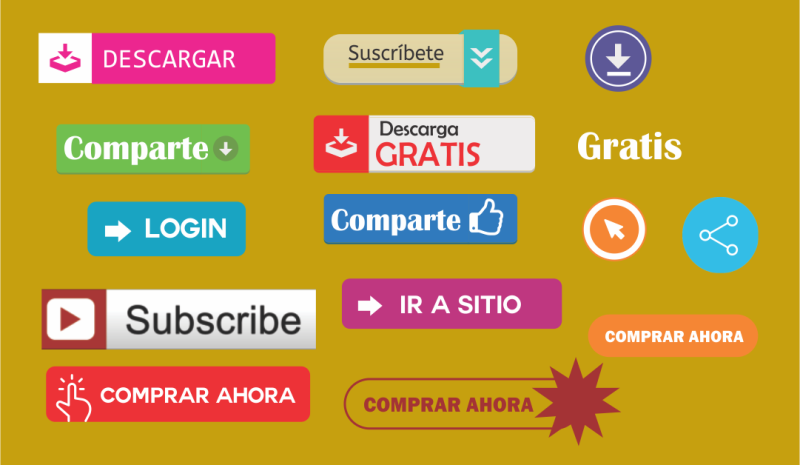 DESCARGAR
Suscríbete
Comparte
Descarga
GRATIS
Gratis
LOGIN
Comparte
Subscribe
IR A SITIO
COMPRAR AHORA
COMPRAR AHORA
COMPRAR AHORA